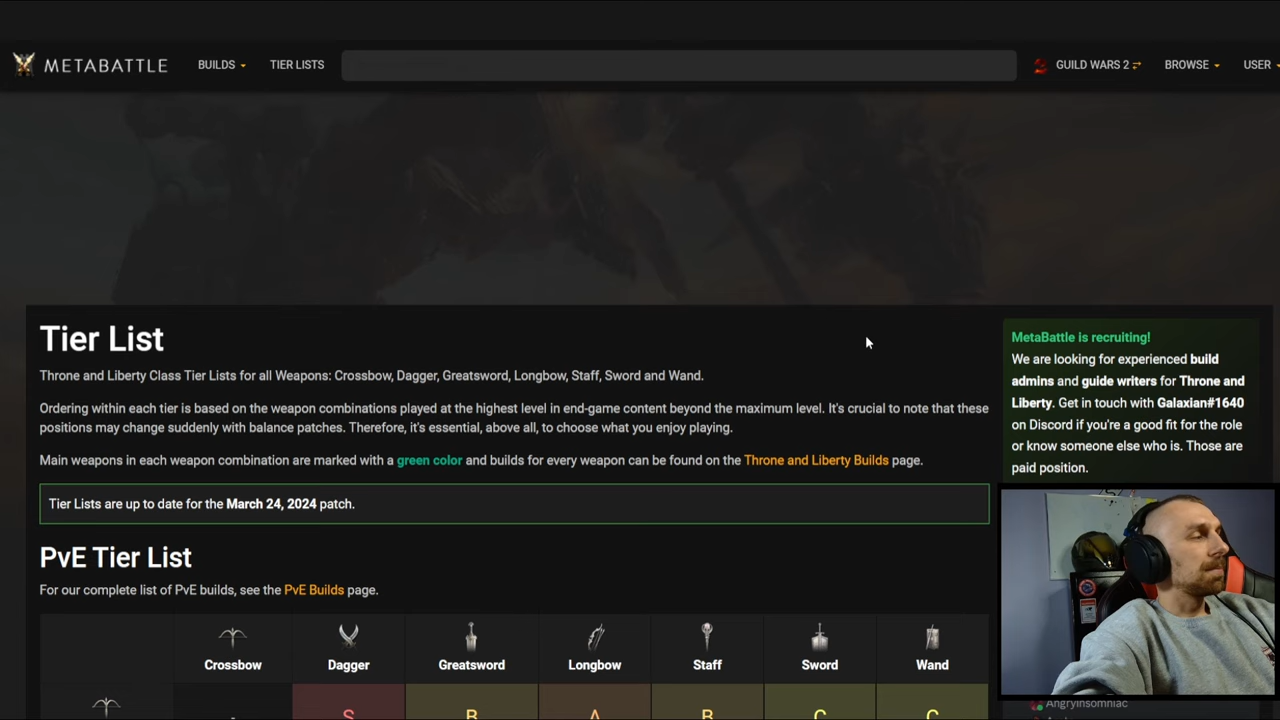 METABATTLE BUILDS TIER LISTS GUILD WARS 2 BROWSE USER
Tier List
Throne and Liberty Class Tier Lists for all Weapons: Crossbow, Dagger, Greatsword, Longbow, Staff, Sword and Wand.
Ordering within each tier is based on the weapon combinations played at the highest level in end-game content beyond the maximum level. It's crucial to note that these
positions may change suddenly with balance patches. Therefore, it's essential, above all, to choose what you enjoy playing.
Main weapons in each weapon combination are marked with a green color and builds for every weapon can be found on the Throne and Liberty Builds page.
Tier Lists are up to date for the March 24, 2024 patch.
PvE Tier List
For our complete list of PvE builds, see the PvE Builds page.
Crossbow Dagger Greatsword Longbow Staff Sword Wand
- S B A B C C
MetaBattle is recruiting!
We are looking for experienced build
admins and guide writers for Throne and
Liberty. Get in touch with Galaxian#1640
on Discord if you're a good fit for the role
or know someone else who is. Those are
paid position.
AngryInsomniac